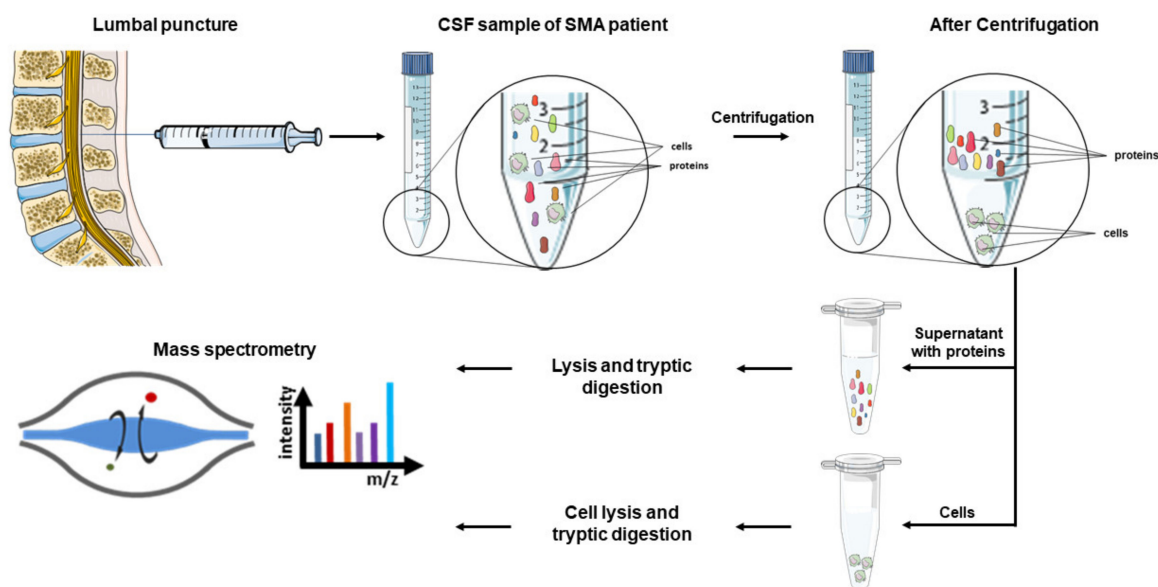 Lumbal puncture
CSF sample of SMA patient
After Centrifugation
3
2
cells
proteins
Centrifugation
3
2
proteins
cells
Supernatant
with proteins
Lysis and tryptic
digestion
Mass spectrometry
intensity
m/z
Cells
Cell lysis and
tryptic digestion